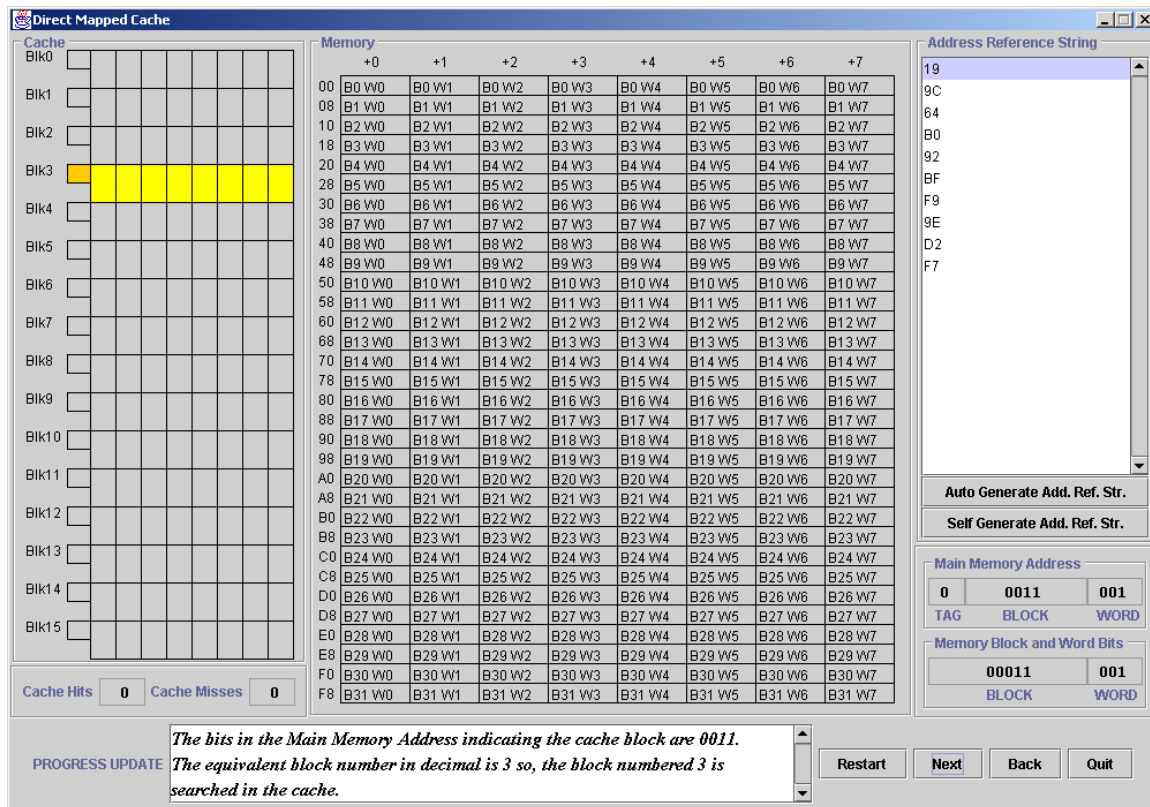 Direct Mapped Cache
Cache
Blk0
Blk1
Blk2
Blk3
Blk4
Blk5
Blk6
Blk7
Blk8
Blk9
Blk10
Blk11
Blk12
Blk13
Blk14
Blk15
Cache Hits 0 Cache Misses 0
Memory
+0 +1 +2 +3 +4 +5 +6 +7
00 B0 W0 B0 W1 B0 W2 B0 W3 B0 W4 B0 W5 B0 W6 B0 W7
08 B1 W0 B1 W1 B1 W2 B1 W3 B1 W4 B1 W5 B1 W6 B1 W7
10 B2 W0 B2 W1 B2 W2 B2 W3 B2 W4 B2 W5 B2 W6 B2 W7
18 B3 W0 B3 W1 B3 W2 B3 W3 B3 W4 B3 W5 B3 W6 B3 W7
20 B4 W0 B4 W1 B4 W2 B4 W3 B4 W4 B4 W5 B4 W6 B4 W7
28 B5 W0 B5 W1 B5 W2 B5 W3 B5 W4 B5 W5 B5 W6 B5 W7
30 B6 W0 B6 W1 B6 W2 B6 W3 B6 W4 B6 W5 B6 W6 B6 W7
38 B7 W0 B7 W1 B7 W2 B7 W3 B7 W4 B7 W5 B7 W6 B7 W7
40 B8 W0 B8 W1 B8 W2 B8 W3 B8 W4 B8 W5 B8 W6 B8 W7
48 B9 W0 B9 W1 B9 W2 B9 W3 B9 W4 B9 W5 B9 W6 B9 W7
50 B10 W0 B10 W1 B10 W2 B10 W3 B10 W4 B10 W5 B10 W6 B10 W7
58 B11 W0 B11 W1 B11 W2 B11 W3 B11 W4 B11 W5 B11 W6 B11 W7
60 B12 W0 B12 W1 B12 W2 B12 W3 B12 W4 B12 W5 B12 W6 B12 W7
68 B13 W0 B13 W1 B13 W2 B13 W3 B13 W4 B13 W5 B13 W6 B13 W7
70 B14 W0 B14 W1 B14 W2 B14 W3 B14 W4 B14 W5 B14 W6 B14 W7
78 B15 W0 B15 W1 B15 W2 B15 W3 B15 W4 B15 W5 B15 W6 B15 W7
80 B16 W0 B16 W1 B16 W2 B16 W3 B16 W4 B16 W5 B16 W6 B16 W7
88 B17 W0 B17 W1 B17 W2 B17 W3 B17 W4 B17 W5 B17 W6 B17 W7
90 B18 W0 B18 W1 B18 W2 B18 W3 B18 W4 B18 W5 B18 W6 B18 W7
98 B19 W0 B19 W1 B19 W2 B19 W3 B19 W4 B19 W5 B19 W6 B19 W7
A0 B20 W0 B20 W1 B20 W2 B20 W3 B20 W4 B20 W5 B20 W6 B20 W7
A8 B21 W0 B21 W1 B21 W2 B21 W3 B21 W4 B21 W5 B21 W6 B21 W7
B0 B22 W0 B22 W1 B22 W2 B22 W3 B22 W4 B22 W5 B22 W6 B22 W7
B8 B23 W0 B23 W1 B23 W2 B23 W3 B23 W4 B23 W5 B23 W6 B23 W7
C0 B24 W0 B24 W1 B24 W2 B24 W3 B24 W4 B24 W5 B24 W6 B24 W7
C8 B25 W0 B25 W1 B25 W2 B25 W3 B25 W4 B25 W5 B25 W6 B25 W7
D0 B26 W0 B26 W1 B26 W2 B26 W3 B26 W4 B26 W5 B26 W6 B26 W7
D8 B27 W0 B27 W1 B27 W2 B27 W3 B27 W4 B27 W5 B27 W6 B27 W7
E0 B28 W0 B28 W1 B28 W2 B28 W3 B28 W4 B28 W5 B28 W6 B28 W7
E8 B29 W0 B29 W1 B29 W2 B29 W3 B29 W4 B29 W5 B29 W6 B29 W7
F0 B30 W0 B30 W1 B30 W2 B30 W3 B30 W4 B30 W5 B30 W6 B30 W7
F8 B31 W0 B31 W1 B31 W2 B31 W3 B31 W4 B31 W5 B31 W6 B31 W7
Address Reference String
19
9C
64
B0
92
BF
F9
9E
D2
F7
Auto Generate Add. Ref. Str.
Self Generate Add. Ref. Str.
Main Memory Address
0 0011 001
TAG BLOCK WORD
Memory Block and Word Bits
00011 001
BLOCK WORD
PROGRESS UPDATE
The bits in the Main Memory Address indicating the cache block are 0011.
The equivalent block number in decimal is 3 so, the block numbered 3 is
searched in the cache.
Restart Next Back Quit